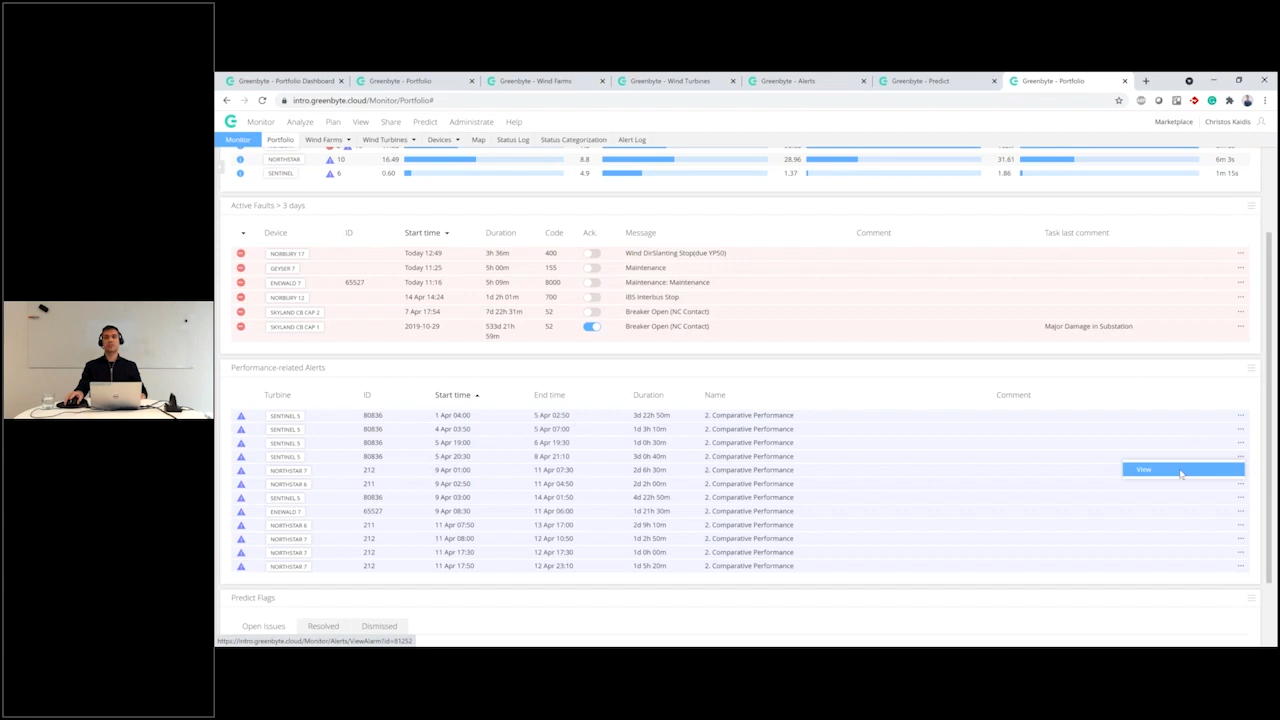 Greenbyte - Portfolio Dashboard Greenbyte - Portfolio Greenbyte - Wind Farms Greenbyte - Wind Turbines Greenbyte - Alerts Greenbyte - Predict Greenbyte - Portfolio
intro.greenbyte.cloud/Monitor/Portfolio#
Monitor Analyze Plan View Share Predict Administrate Help Marketplace Christos Kaidis
Monitor Portfolio Wind Farms Wind Turbines Devices Map Status Log Status Categorization Alert Log
NORTHSTAR 10 16.49 8.8 28.96 31.61 6m 3s
SENTINEL 6 0.60 4.9 1.37 1.86 1m 15s
Active Faults > 3 days
Device ID Start time Duration Code Ack. Message Comment Task last comment
NORBURY 17 Today 12:49 3h 36m 400 Wind DirSlanting Stop(due YP50) ...
GEYSER 7 Today 11:25 5h 00m 155 Maintenance ...
ENEWALD 7 65527 Today 11:16 5h 09m 8000 Maintenance: Maintenance ...
NORBURY 12 14 Apr 14:24 1d 2h 01m 700 IBS Interbus Stop ...
SKYLAND CB CAP 2 7 Apr 17:54 7d 22h 31m 52 Breaker Open (NC Contact) ...
SKYLAND CB CAP 1 2019-10-29 533d 21h 52 Breaker Open (NC Contact) Major Damage in Substation ...
59m
Performance-related Alerts
Turbine ID Start time End time Duration Name Comment
SENTINEL 5 80836 1 Apr 04:00 5 Apr 02:50 3d 22h 50m 2. Comparative Performance ...
SENTINEL 5 80836 4 Apr 03:50 5 Apr 07:00 1d 3h 10m 2. Comparative Performance ...
SENTINEL 5 80836 5 Apr 19:00 6 Apr 19:30 1d 0h 30m 2. Comparative Performance ...
SENTINEL 5 80836 5 Apr 20:30 8 Apr 21:10 3d 0h 40m 2. Comparative Performance ...
NORTHSTAR 7 212 9 Apr 01:00 11 Apr 07:30 2d 6h 30m 2. Comparative Performance View
NORTHSTAR 6 211 9 Apr 02:50 11 Apr 04:50 2d 2h 00m 2. Comparative Performance ...
SENTINEL 5 80836 9 Apr 03:00 14 Apr 01:50 4d 22h 50m 2. Comparative Performance ...
ENEWALD 7 65527 9 Apr 08:30 11 Apr 06:00 1d 21h 30m 2. Comparative Performance ...
NORTHSTAR 6 211 11 Apr 07:50 13 Apr 17:00 2d 9h 10m 2. Comparative Performance ...
NORTHSTAR 7 212 11 Apr 08:00 12 Apr 10:50 1d 2h 50m 2. Comparative Performance ...
NORTHSTAR 7 212 11 Apr 17:30 12 Apr 17:30 1d 0h 00m 2. Comparative Performance ...
NORTHSTAR 7 212 11 Apr 17:50 12 Apr 23:10 1d 5h 20m 2. Comparative Performance ...
Predict Flags
Open Issues Resolved Dismissed
https://intro.greenbyte.cloud/Monitor/Alerts/ViewAlarm?id=81252